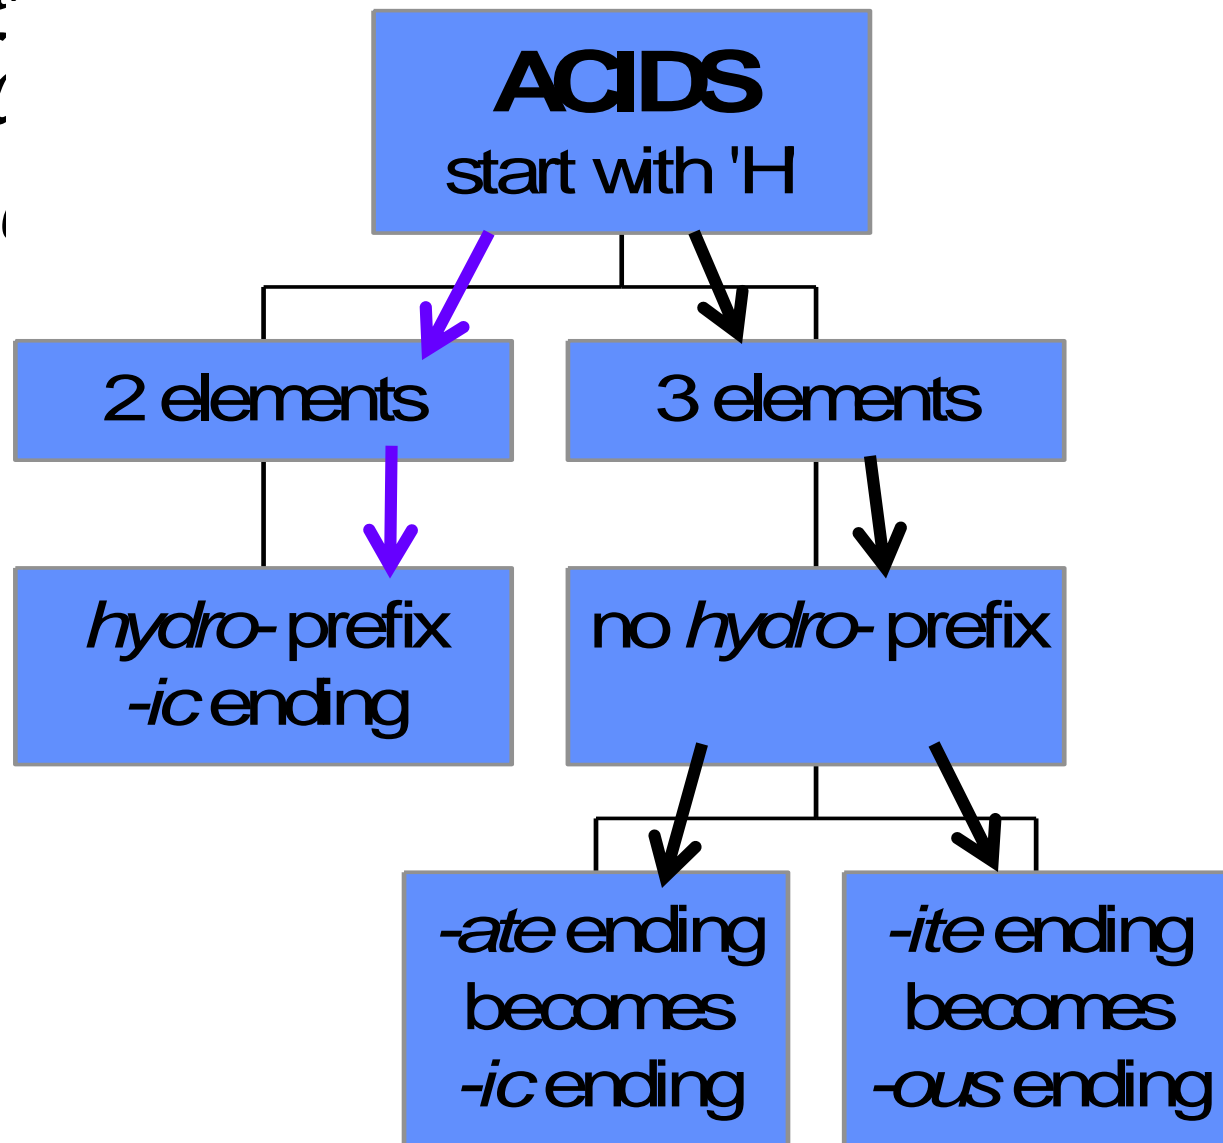 ACIDS
start with 'H'
2 elements
3 elements
hydro- prefix
-ic ending
no hydro- prefix
-ate ending
becomes
-ic ending
-ite ending
becomes
-ous ending